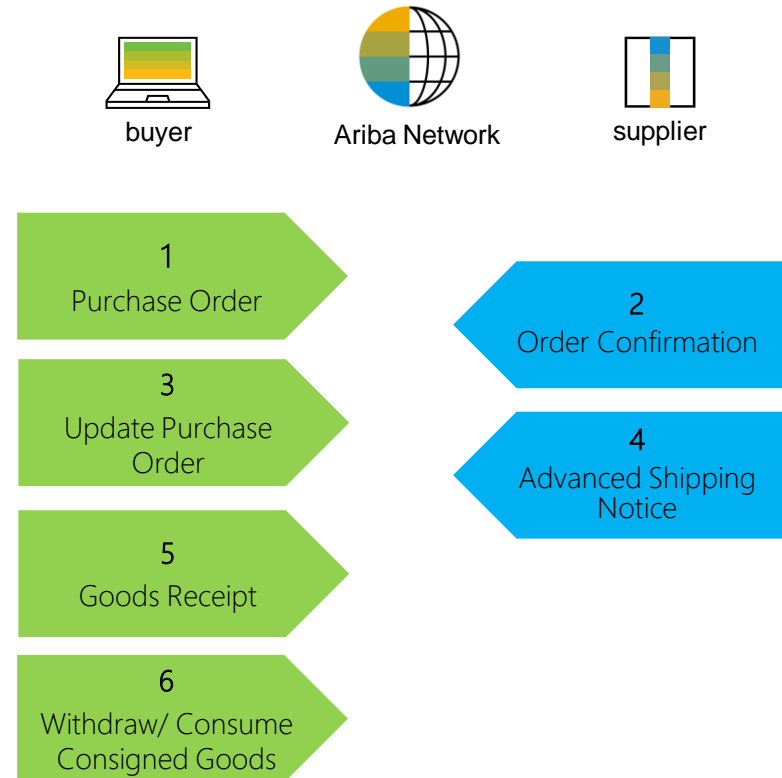 buyer
Ariba Network
supplier
1
Purchase Order
2
Order Confirmation
3
Update Purchase
Order
4
Advanced Shipping
Notice
5
Goods Receipt
6
Withdraw/ Consume
Consigned Goods